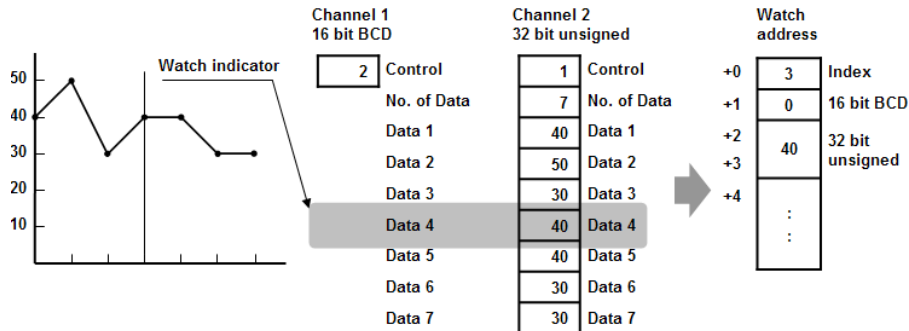 Channel 1
16 bit BCD
Channel 2
32 bit unsigned
Watch
address
50
40
30
20
10
Watch indicator
2 Control
No. of Data
Data 1
Data 2
Data 3
Data 4
Data 5
Data 6
Data 7
1 Control
7 No. of Data
40 Data 1
50 Data 2
30 Data 3
40 Data 4
40 Data 5
30 Data 6
30 Data 7
+0 3 Index
+1 0 16 bit BCD
+2
+3
40
32 bit
unsigned
+4
:
: